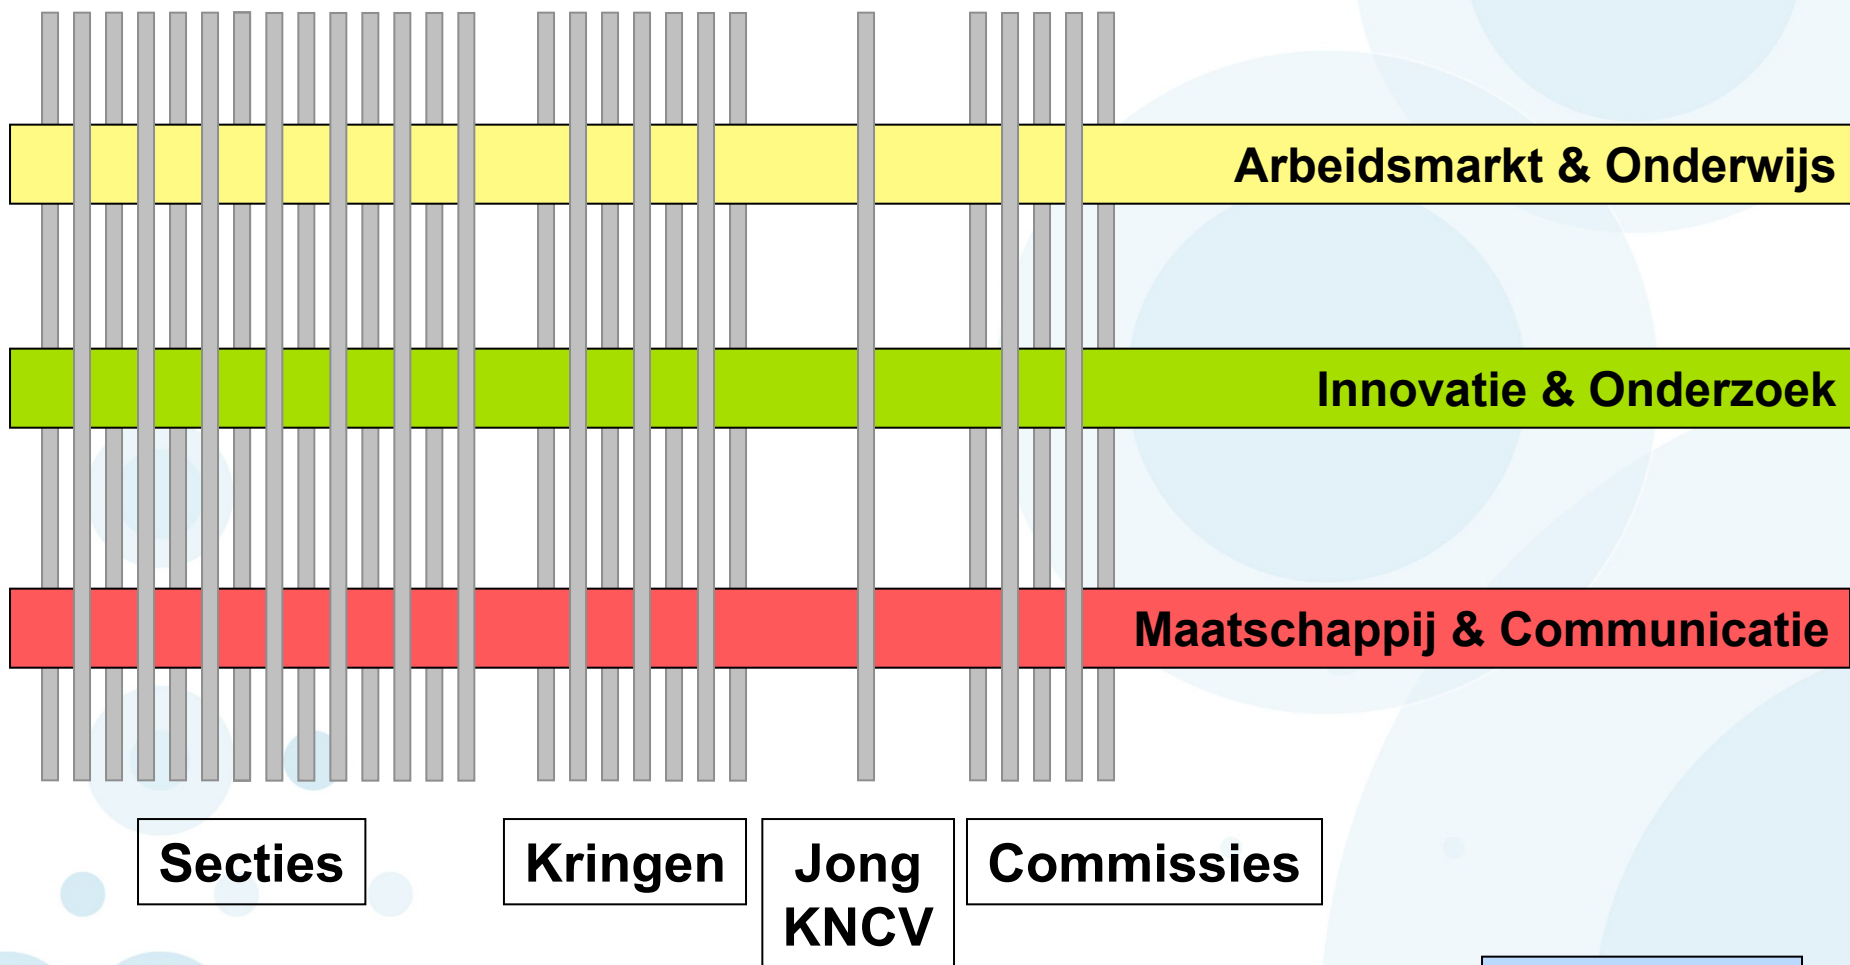 Arbeidsmarkt & Onderwijs
Innovatie & Onderzoek
Maatschappij & Communicatie
Secties
Kringen
Jong
KNCV
Commissies